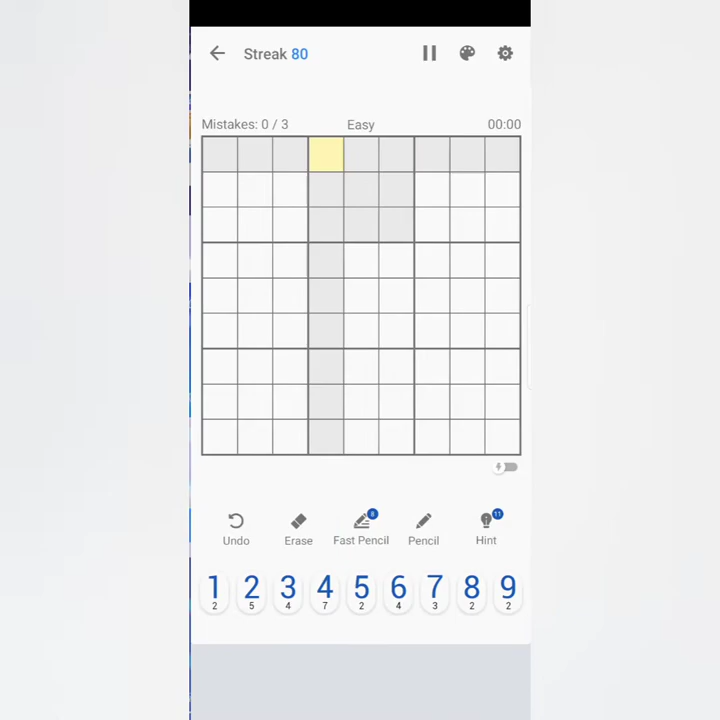 Streak 80
Mistakes: 0 / 3 Easy 00:00
8 11
Undo Erase Fast Pencil Pencil Hint
1 2 3 4 5 6 7 8 9
2 5 4 7 2 4 3 2 2